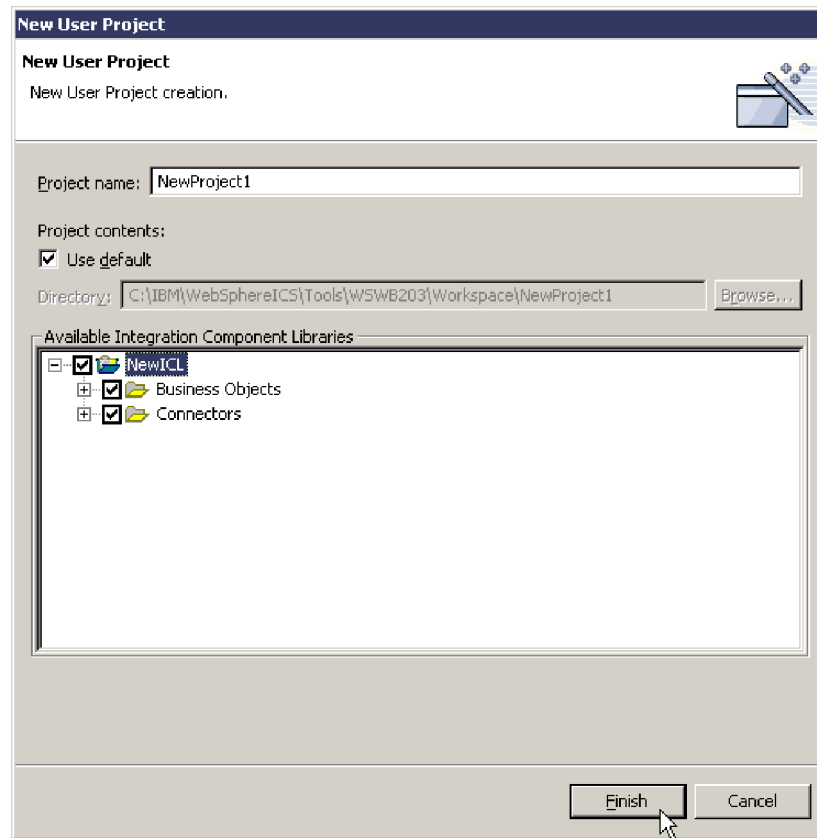 New User Project
New User Project
New User Project creation.
Project name: NewProject1
Project contents:
Use default
Directory: C:\IBM\WebSphereICS\Tools\WSWB203\Workspace\NewProject1 Browse...
Available Integration Component Libraries
NewICL
Business Objects
Connectors
Finish Cancel